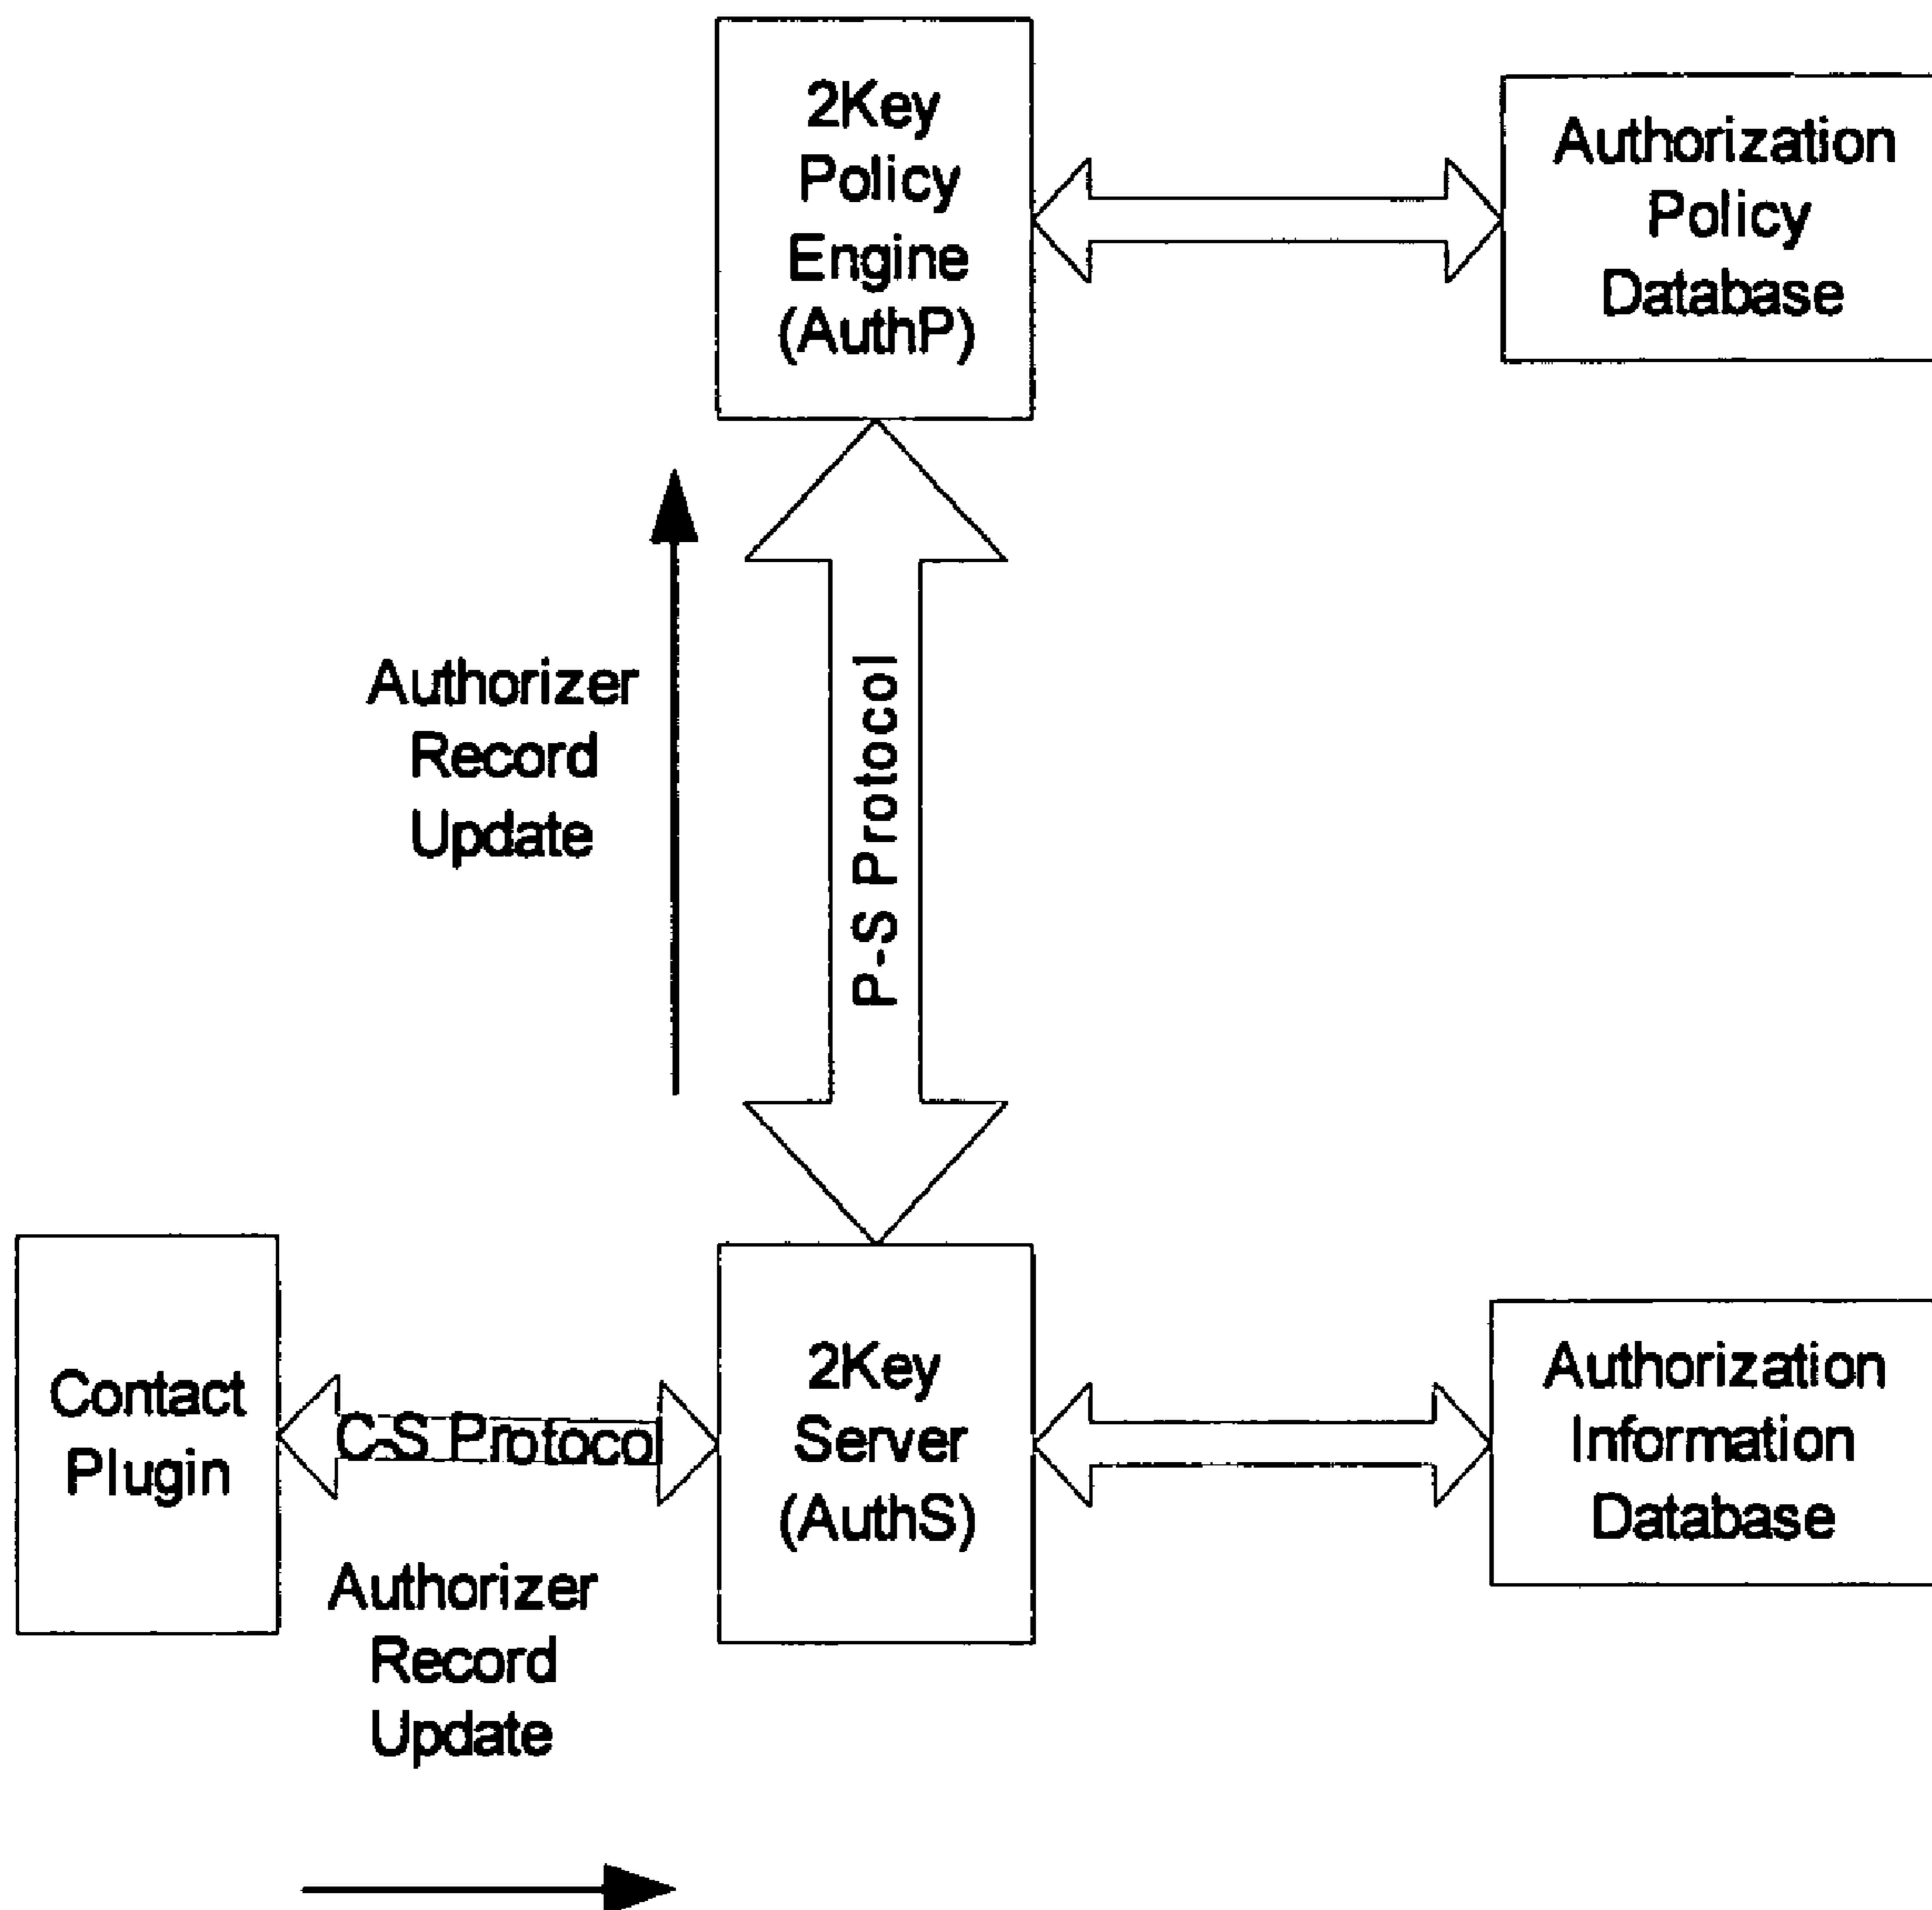 2Key
Policy
Engine
(AuthP)
Authorization
Policy
Database
Authorizer
Record
Update
P-S Protocol
Contact
Plugin
C-S Protocol
2Key
Server
(AuthS)
Authorization
Information
Database
Authorizer
Record
Update